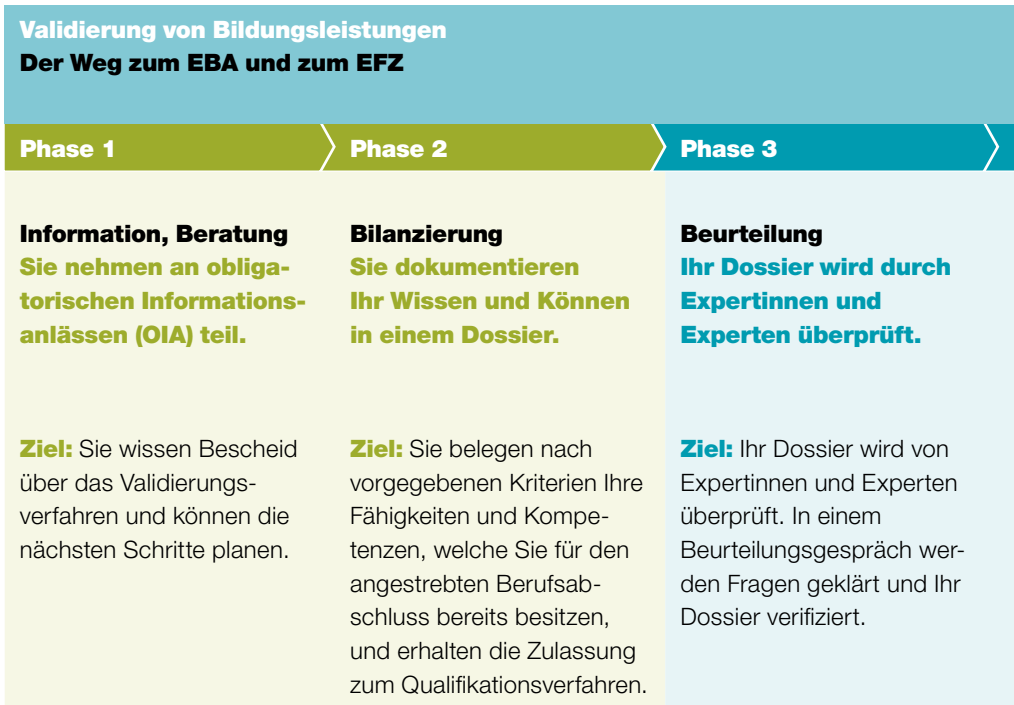 Validierung von Bildungsleistungen
Der Weg zum EBA und zum EFZ
Phase 1
Phase 2
Phase 3
Information, Beratung
Sie nehmen an obliga-
torischen Informations-
anlässen (OIA) teil.
Ziel: Sie wissen Bescheid
über das Validierungs-
verfahren und können die
nächsten Schritte planen.
Bilanzierung
Sie dokumentieren
Ihr Wissen und Können
in einem Dossier.
Ziel: Sie belegen nach
vorgegebenen Kriterien Ihre
Fähigkeiten und Kompe-
tenzen, welche Sie für den
angestrebten Berufsab-
schluss bereits besitzen,
und erhalten die Zulassung
zum Qualifikationsverfahren.
Beurteilung
Ihr Dossier wird durch
Expertinnen und
Experten überprüft.
Ziel: Ihr Dossier wird von
Expertinnen und Experten
überprüft. In einem
Beurteilungsgespräch wer-
den Fragen geklärt und Ihr
Dossier verifiziert.